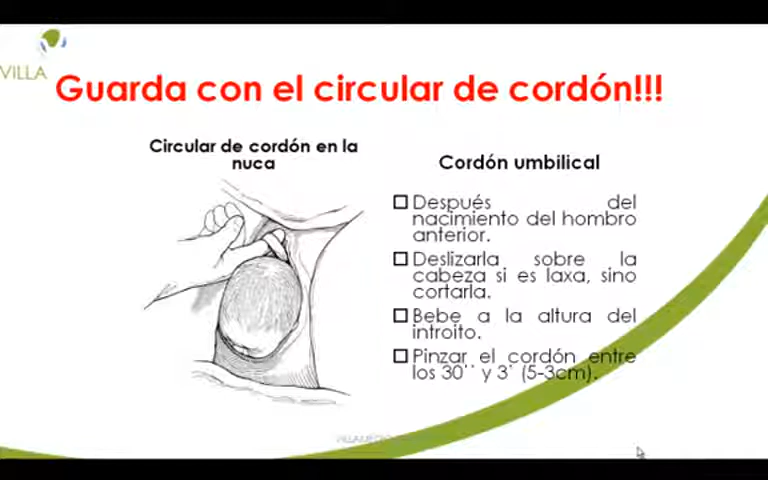 VILLA
Guarda con el circular de cordón!!!
Circular de cordón en la
nuca
Cordón umbilical
Después del
nacimiento del hombro
anterior.
Deslizarla sobre la
cabeza si es laxa, sino
cortarla.
Bebe a la altura del
introito.
Pinzar el cordón entre
los 30'' y 3' (5-3cm).